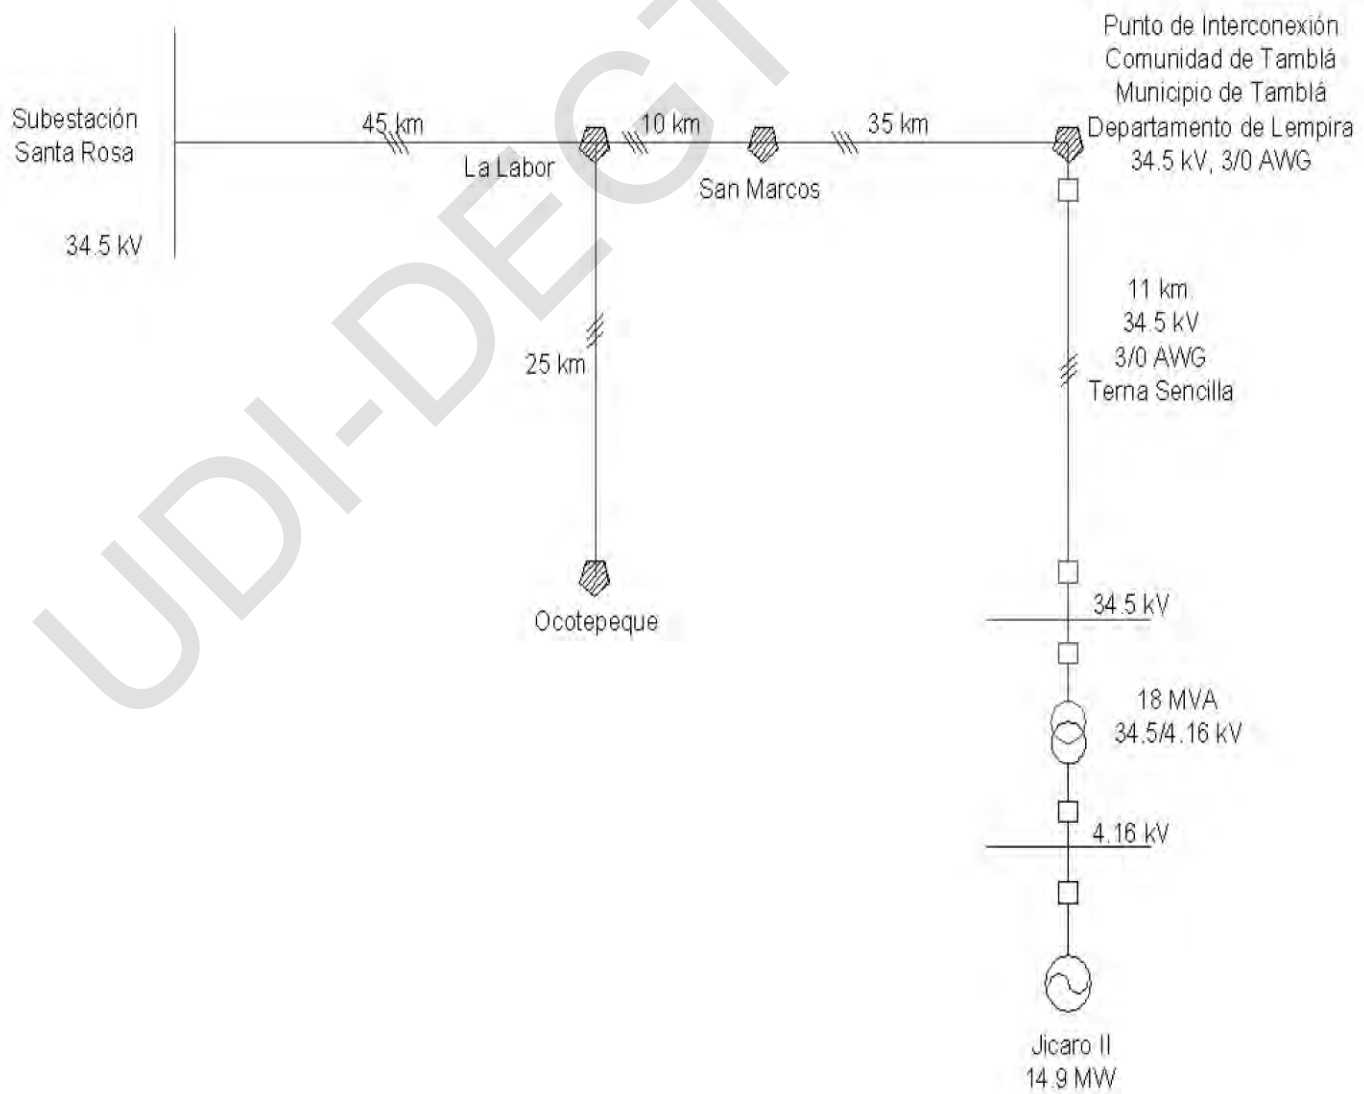 Punto de Interconexión
Comunidad de Tamblá
Municipio de Tamblá
Departamento de Lempira
34.5 kV, 3/0 AWG
Subestación
Santa Rosa
34.5 kV
45 km
La Labor
10 km
San Marcos
35 km
11 km
34.5 kV
3/0 AWG
Terna Sencilla
25 km
Ocotepeque
34.5 kV
18 MVA
34.5/4.16 kV
4.16 kV
Jicaro II
14.9 MW
UDI-DEGT